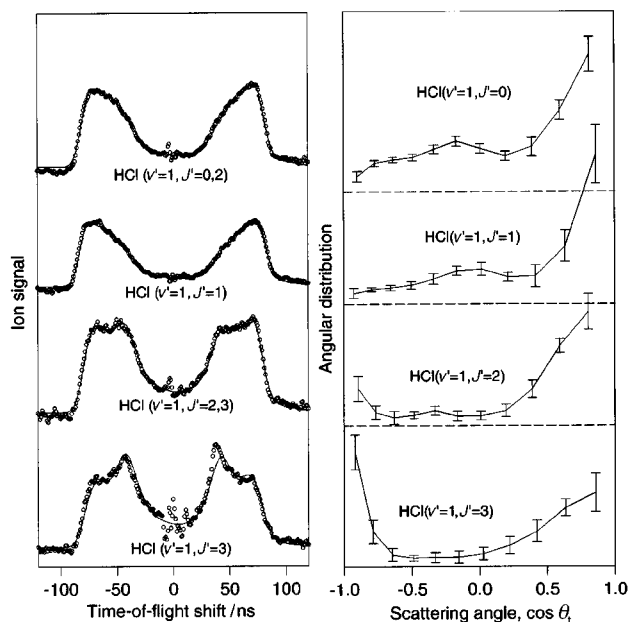 Ion signal
HCl (v'=1, J'=0,2)
HCl (v'=1, J'=1)
HCl (v'=1, J'=2,3)
HCl (v'=1, J'=3)
-100 -50 0 50 100
Time-of-flight shift / ns
Angular distribution
HCl(v'=1, J'=0)
HCl(v'=1, J'=1)
HCl(v'=1, J'=2)
HCl(v'=1, J'=3)
-1.0 -0.5 0.0 0.5 1.0
Scattering angle, cos θt